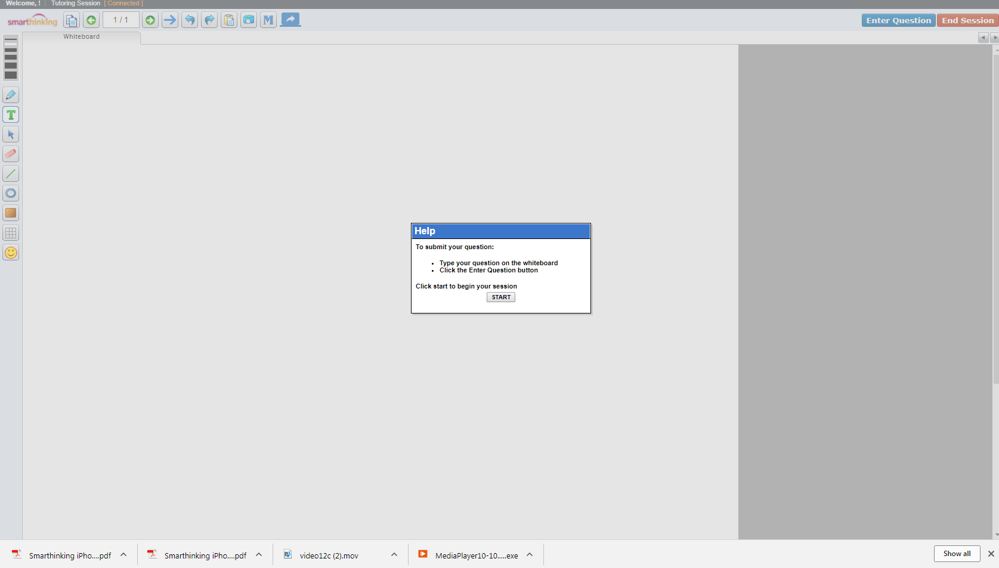 Welcome, ! | Tutoring Session [ Connected ]
smarthinking
1 / 1
M
Enter Question
End Session
Whiteboard
T
Help
To submit your question:
• Type your question on the whiteboard
• Click the Enter Question button
Click start to begin your session
START
Smarthinking iPho....pdf
Smarthinking iPho....pdf
video12c (2).mov
MediaPlayer10-10.....exe
Show all